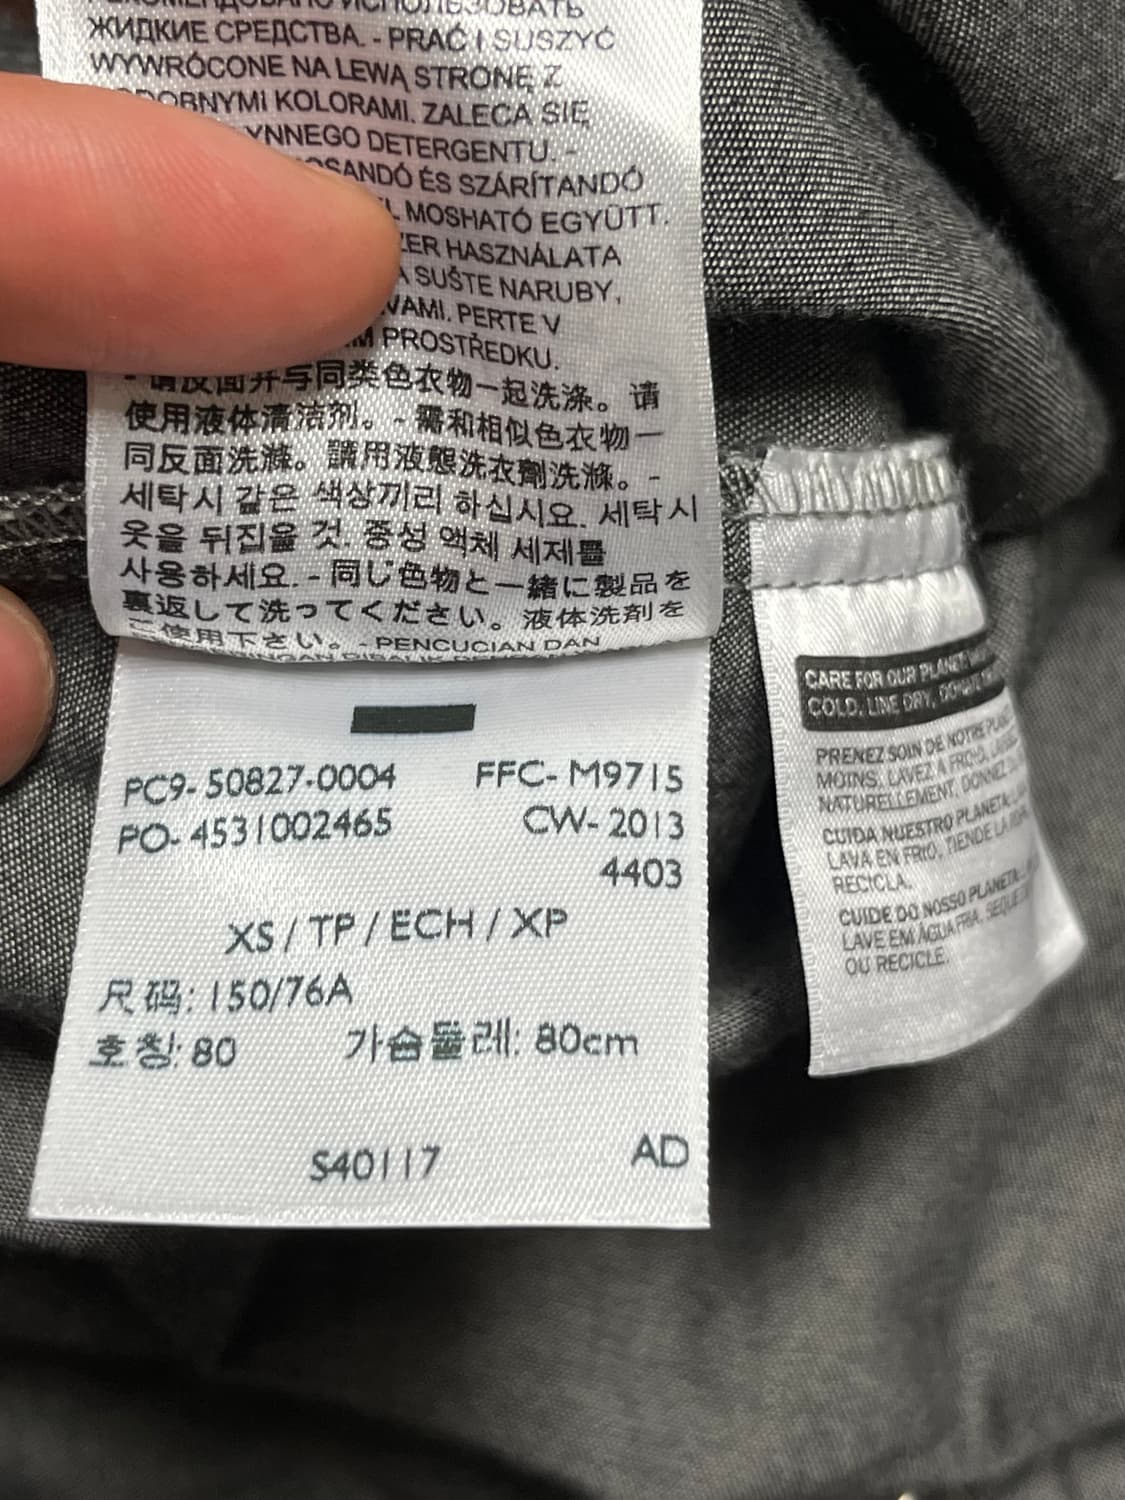 РЕКОМЕНДОВАНО ИСПОЛЬЗОВАТЬ
ЖИДКИЕ СРЕДСТВА. - PRAĆ I SUSZYĆ
WYWRÓCONE NA LEWĄ STRONĘ Z
KOLORAMI. ZALECA SIĘ
DETERGENTU. -
ÉS SZÁRÍTANDÓ
MOSHATÓ EGYÜTT.
HASZNÁLATA
SUŠTE NARUBY,
PERTE V
PROSTŘEDKU.
- 请反面并与同类色衣物一起洗涤。请
使用液体清洁剂。- 需和相似色衣物一
同反面洗滌。請用液態洗衣劑洗滌。-
세탁시 같은 색상끼리 하십시요. 세탁시
옷을 뒤집을 것. 중성 액체 세제를
사용하세요. - 同じ色物と一緒に製品を
裏返して洗ってください。液体洗剤を
ご使用下さい。- PENCUCIAN DAN
PC9- 50827-0004 FFC- M9715
PO- 4531002465 CW- 2013
4403
XS / TP / ECH / XP
尺码: 150/76A
호칭: 80 가슴둘레: 80cm
S40117 AD
CARE FOR OUR PLANET
COLD, LINE DRY,
PRENEZ SOIN DE NOTRE
MOINS, LAVEZ À FROID,
NATURELLEMENT,
CUIDA NUESTRO PLANETA:
LAVA EN FRÍO, TIENDE LA
RECICLA.
CUIDE DO NOSSO PLANETA:
LAVE EM ÁGUA FRIA,
OU RECICLE.